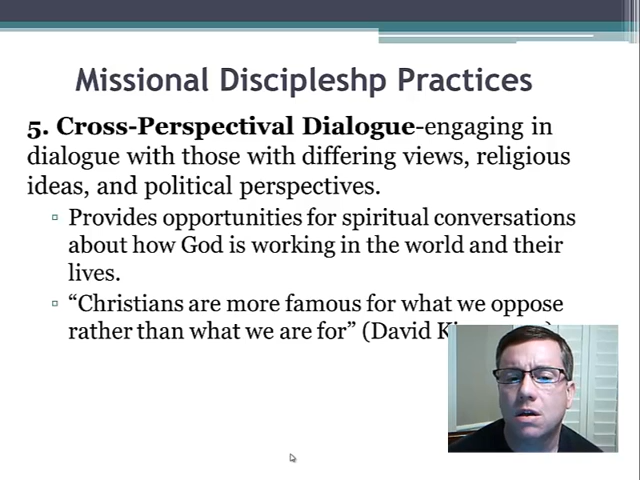 Missional Discipleshp Practices
5. Cross-Perspectival Dialogue-engaging in
dialogue with those with differing views, religious
ideas, and political perspectives.
Provides opportunities for spiritual conversations
about how God is working in the world and their
lives.
“Christians are more famous for what we oppose
rather than what we are for” (David